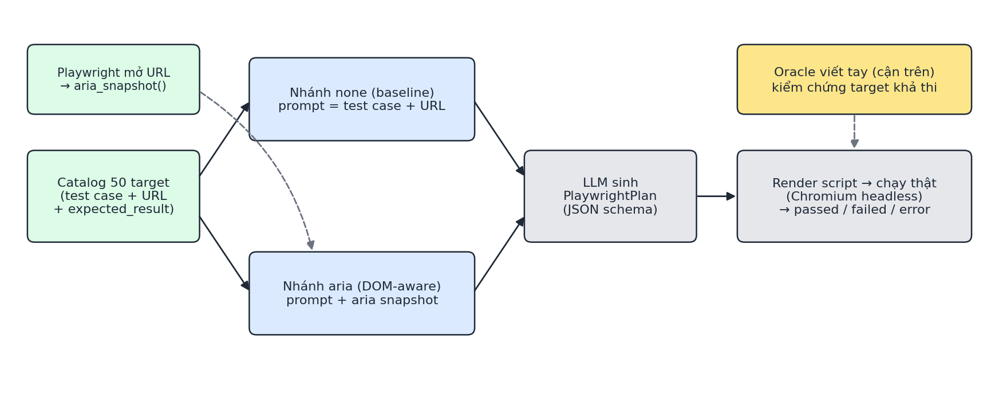 Playwright mở URL
→ aria_snapshot()
Catalog 50 target
(test case + URL
+ expected_result)
Nhánh none (baseline)
prompt = test case + URL
Nhánh aria (DOM-aware)
prompt + aria snapshot
LLM sinh
PlaywrightPlan
(JSON schema)
Oracle viết tay (cận trên)
kiểm chứng target khả thi
Render script → chạy thật
(Chromium headless)
→ passed / failed / error